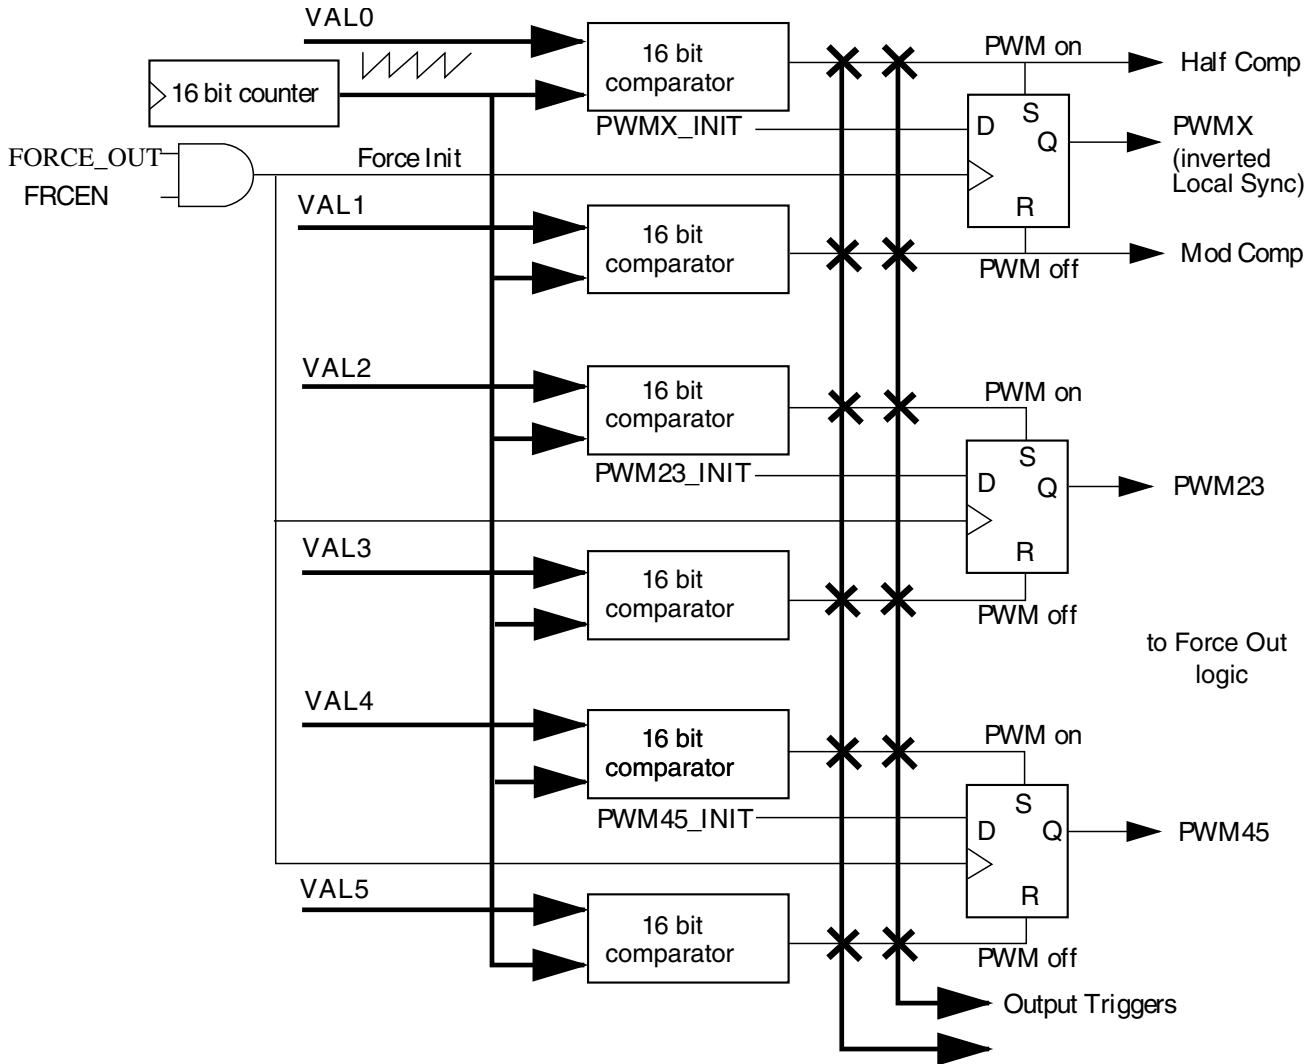 VAL0
16 bit
comparator
PWM on
Half Comp
16 bit counter
PWMX_INIT
D
S
Q
R
PWMX
(inverted
Local Sync)
FORCE_OUT
FRCEN
Force Init
VAL1
16 bit
comparator
PWM off
Mod Comp
VAL2
16 bit
comparator
PWM on
PWM23_INIT
D
S
Q
R
PWM23
VAL3
16 bit
comparator
PWM off
to Force Out
logic
VAL4
16 bit
comparator
PWM on
PWM45_INIT
D
S
Q
R
PWM45
VAL5
16 bit
comparator
PWM off
Output Triggers